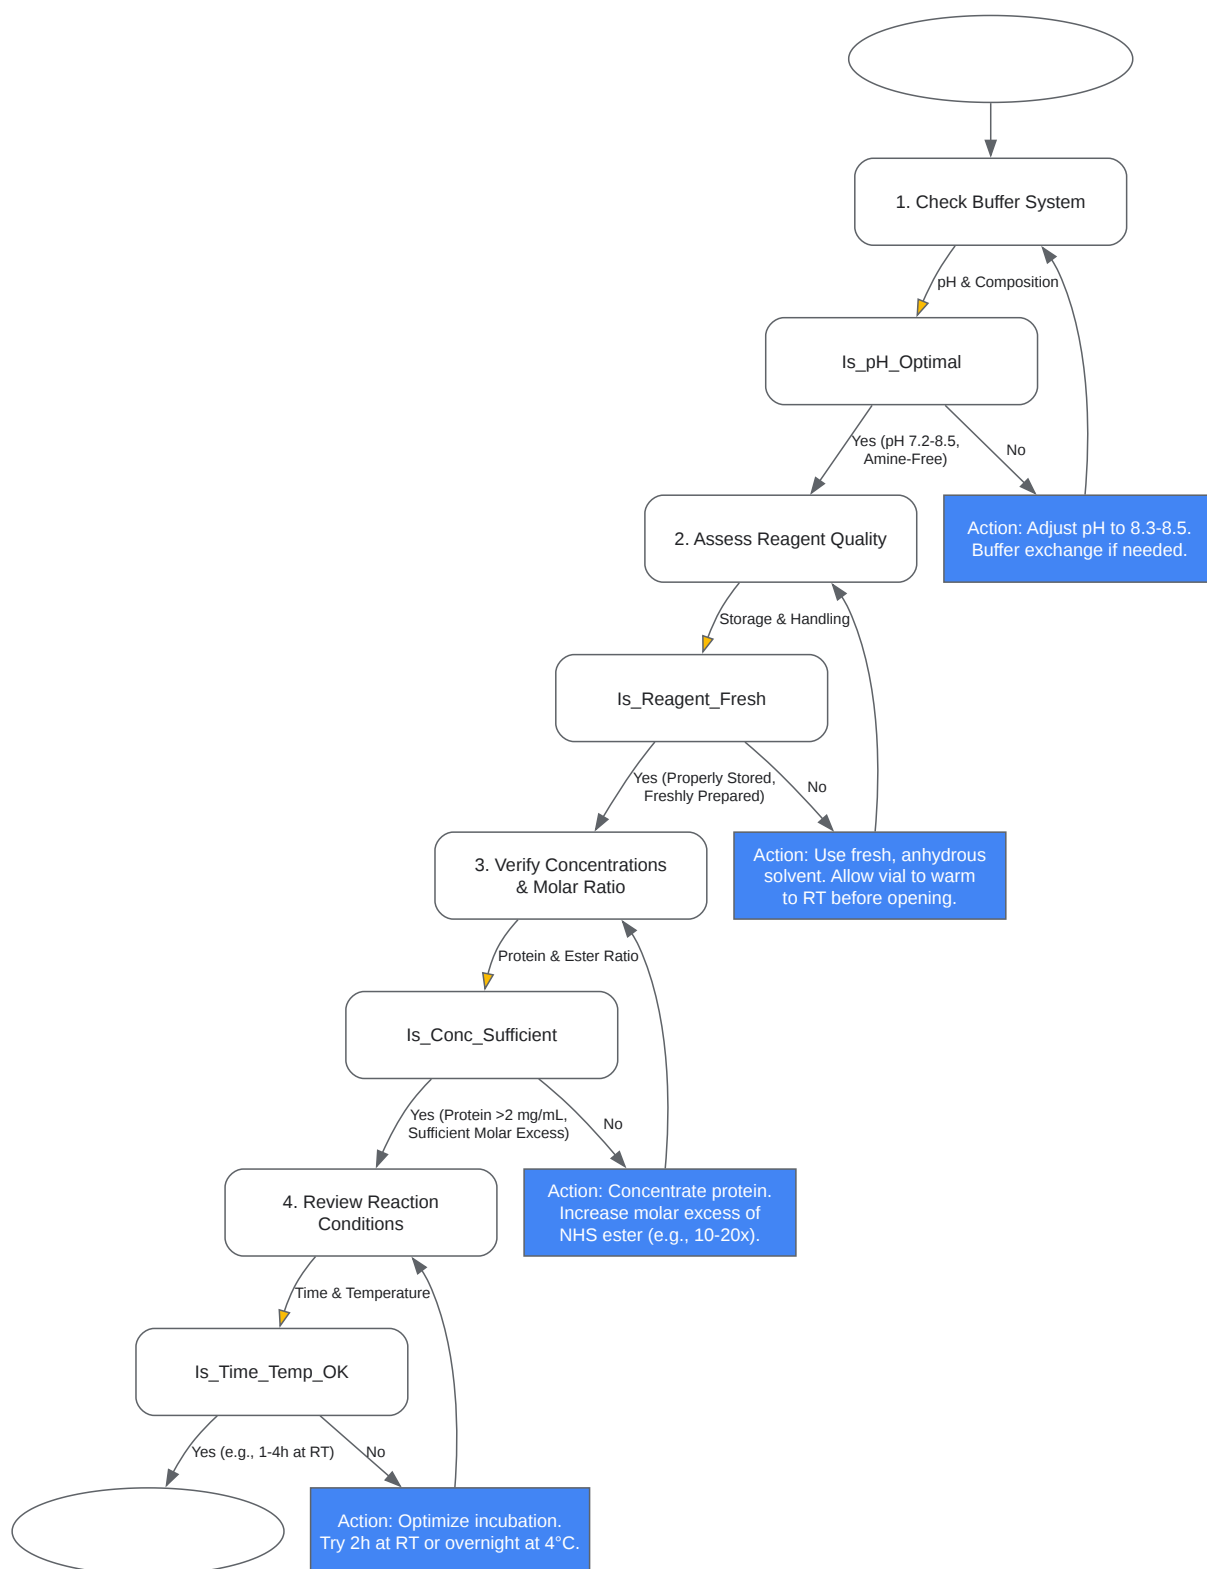 1. Check Buffer System
pH & Composition
Is_pH_Optimal
Yes (pH 7.2-8.5,
Amine-Free)
No
2. Assess Reagent Quality
Action: Adjust pH to 8.3-8.5.
Buffer exchange if needed.
Storage & Handling
Is_Reagent_Fresh
Yes (Properly Stored,
Freshly Prepared)
No
3. Verify Concentrations
& Molar Ratio
Action: Use fresh, anhydrous
solvent. Allow vial to warm
to RT before opening.
Protein & Ester Ratio
Is_Conc_Sufficient
Yes (Protein >2 mg/mL,
Sufficient Molar Excess)
No
4. Review Reaction
Conditions
Action: Concentrate protein.
Increase molar excess of
NHS ester (e.g., 10-20x).
Time & Temperature
Is_Time_Temp_OK
Yes (e.g., 1-4h at RT)
No
Action: Optimize incubation.
Try 2h at RT or overnight at 4°C.